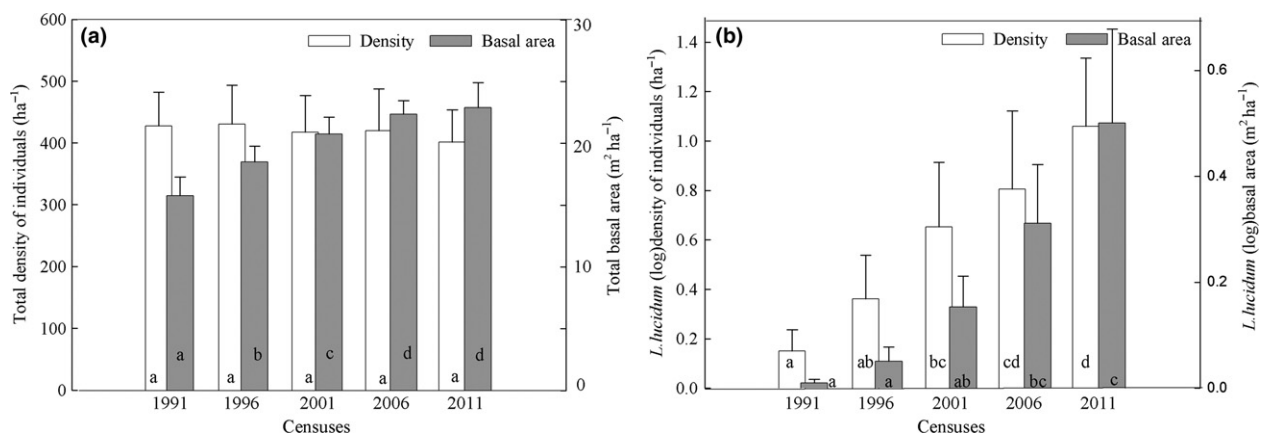 (a)
Density
Basal area
Total density of individuals (ha⁻¹)
600
500
400
300
200
100
0
Total basal area (m² ha⁻¹)
30
20
10
0
a
a
a
b
a
c
a
d
a
d
1991
1996
2001
2006
2011
Censuses
(b)
Density
Basal area
L.lucidum (log)density of individuals (ha⁻¹)
1.4
1.2
1.0
0.8
0.6
0.4
0.2
0.0
L.lucidum (log)basal area (m² ha⁻¹)
0.6
0.4
0.2
0.0
a
a
ab
a
bc
ab
cd
bc
d
c
1991
1996
2001
2006
2011
Censuses